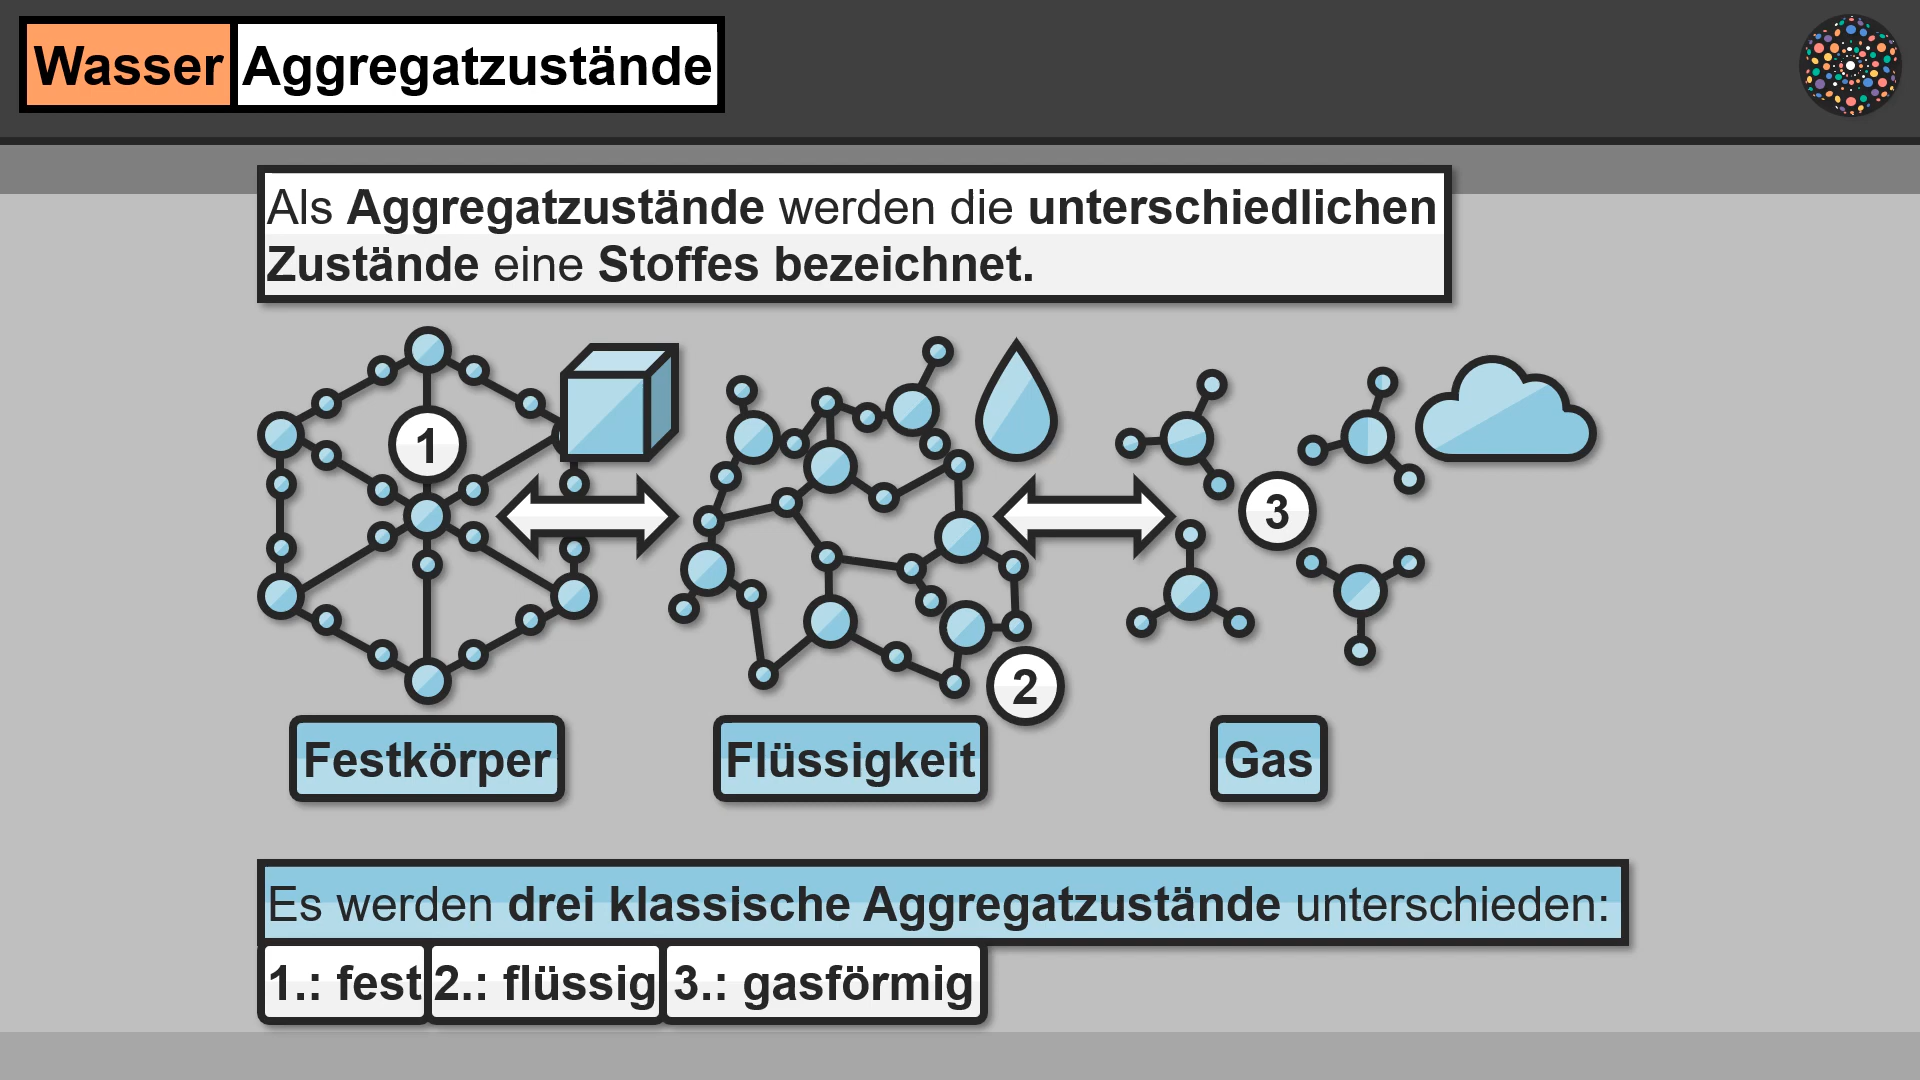 Wasser Aggregatzustände
Als Aggregatzustände werden die unterschiedlichen
Zustände eine Stoffes bezeichnet.
1
3
2
Festkörper Flüssigkeit Gas
Es werden drei klassische Aggregatzustände unterschieden:
1.: fest 2.: flüssig 3.: gasförmig